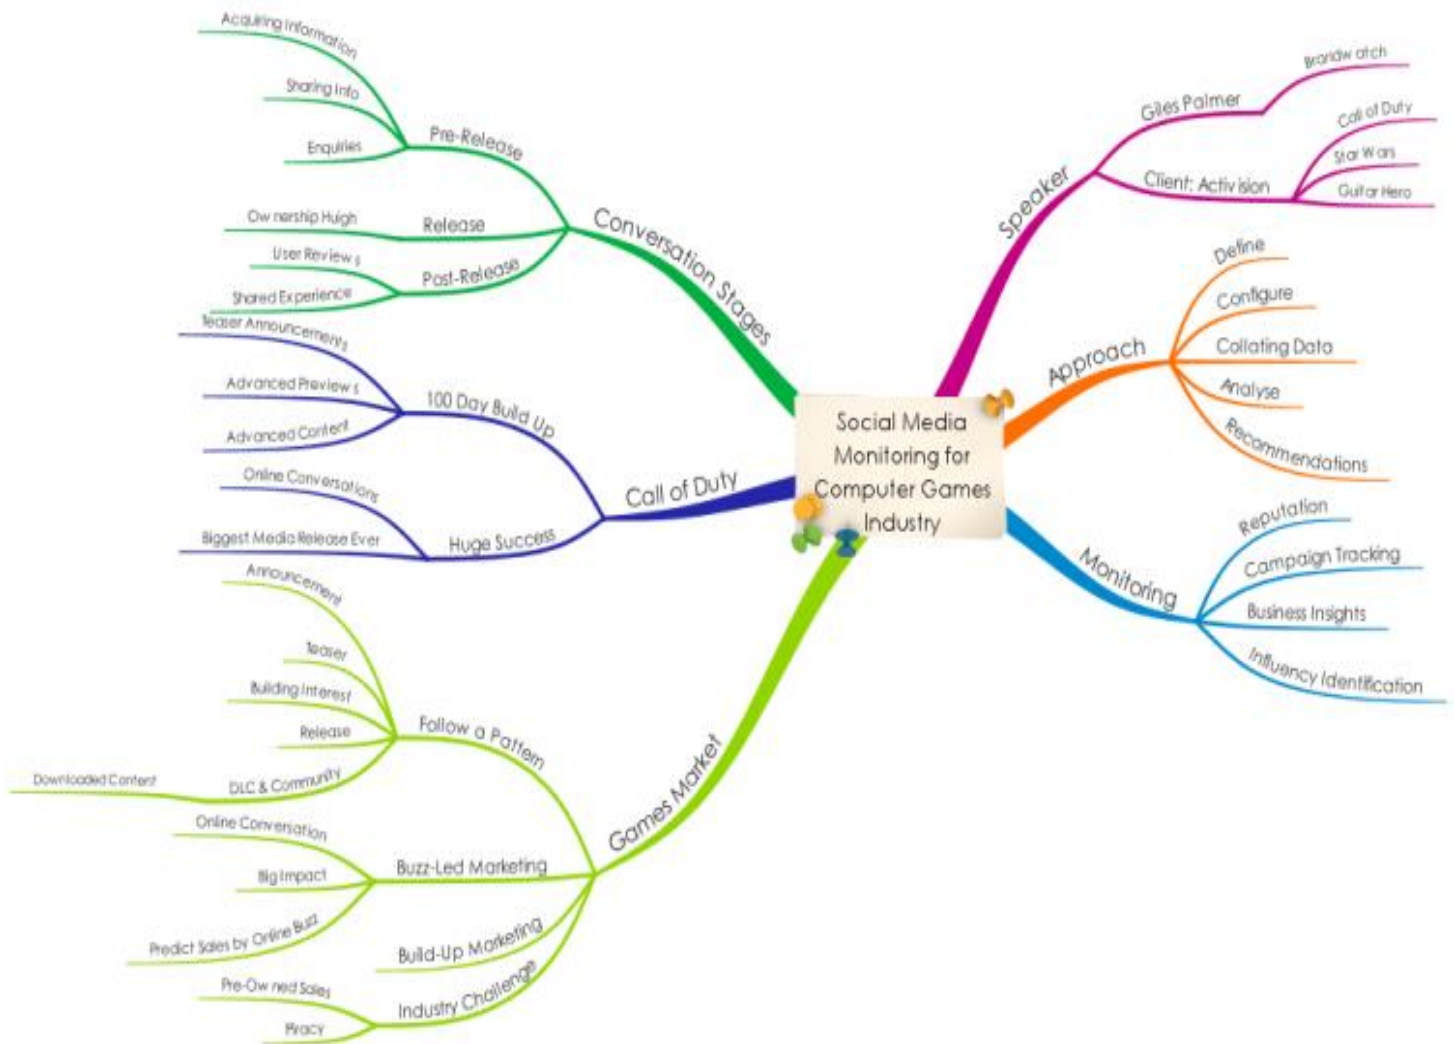 Social Media
Monitoring for
Computer Games
Industry
Speaker
Giles Palmer
Brandwatch
Client: Activision
Call of Duty
Star Wars
Guitar Hero
Approach
Define
Configure
Collating Data
Analyse
Recommendations
Monitoring
Reputation
Campaign Tracking
Business Insights
Influency Identification
Conversation Stages
Pre-Release
Acquiring Information
Sharing Info
Enquiries
Release
Ownership Huigh
Post-Release
User Reviews
Shared Experience
Call of Duty
100 Day Build Up
Teaser Announcements
Advanced Previews
Advanced Content
Huge Success
Online Conversations
Biggest Media Release Ever
Games Market
Follow a Pattern
Announcement
Teaser
Building Interest
Release
DLC & Community
Downloaded Content
Buzz-Led Marketing
Online Conversation
Big Impact
Predict Sales by Online Buzz
Build-Up Marketing
Industry Challenge
Pre-Owned Sales
Piracy